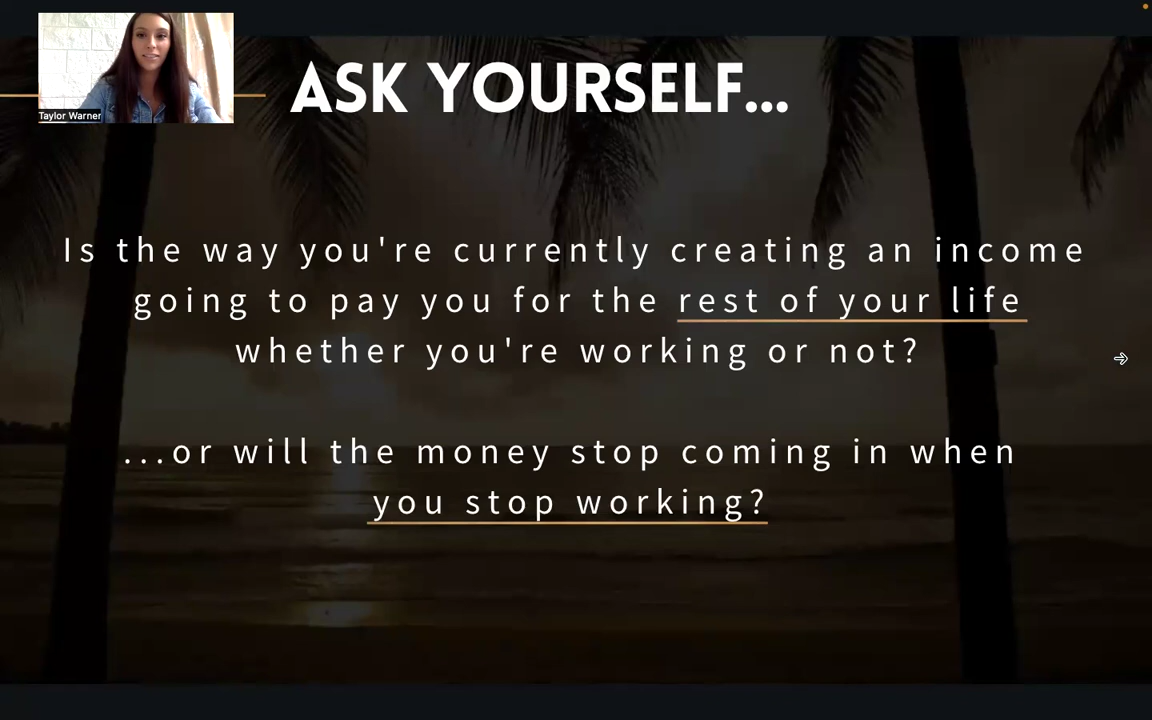 Taylor Warner
ASK YOURSELF...
Is the way you're currently creating an income
going to pay you for the rest of your life
whether you're working or not?
...or will the money stop coming in when
you stop working?